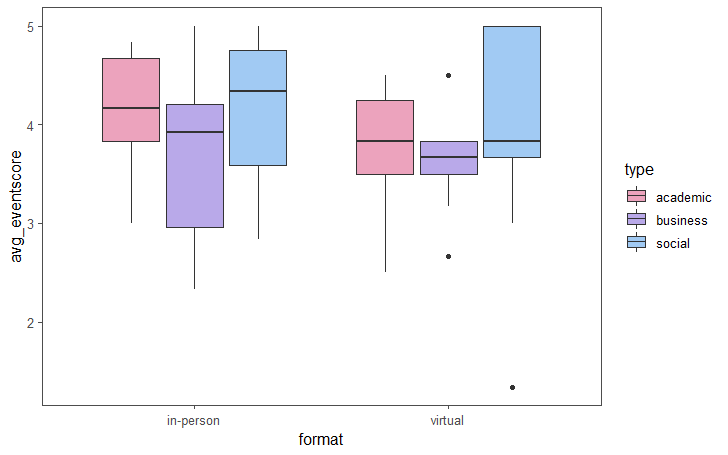 avg_eventscore
5
4
3
2
in-person
virtual
format
type
academic
business
social